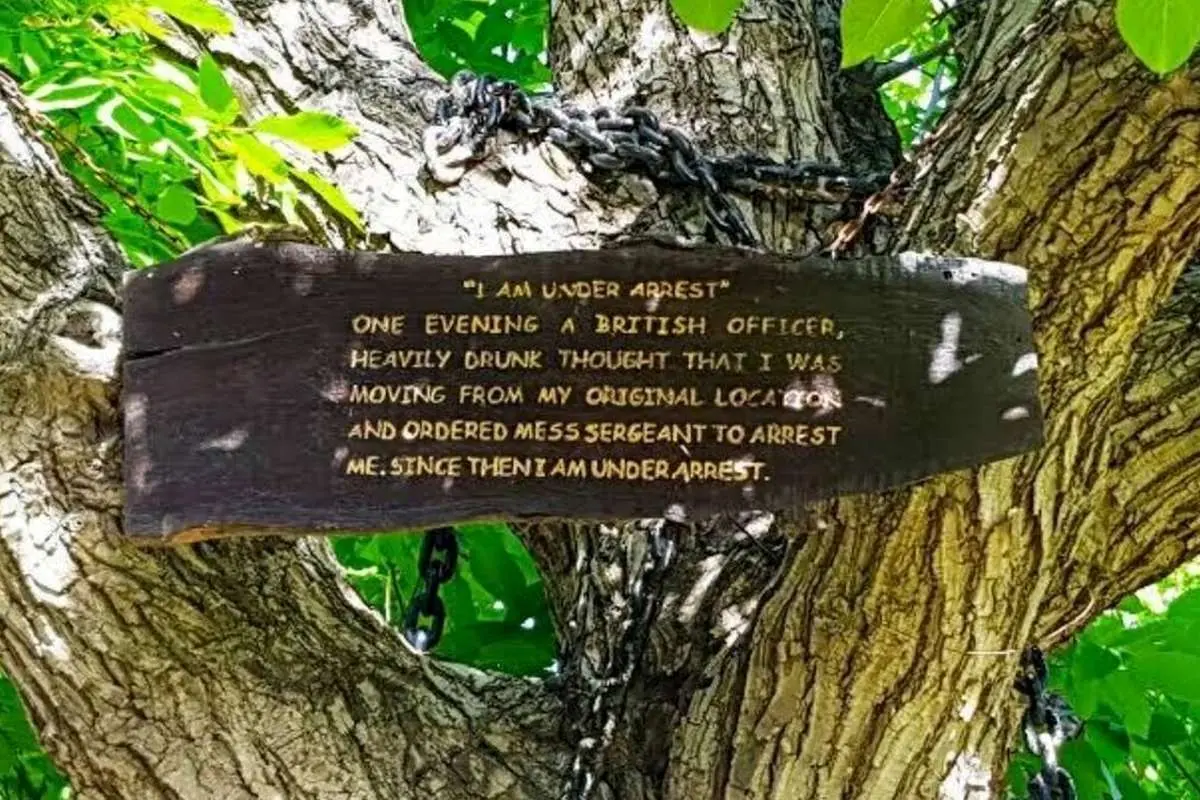 "I AM UNDER ARREST"
ONE EVENING A BRITISH OFFICER,
HEAVILY DRUNK THOUGHT THAT I WAS
MOVING FROM MY ORIGINAL LOCATION
AND ORDERED MESS SERGEANT TO ARREST
ME. SINCE THEN I AM UNDER ARREST.